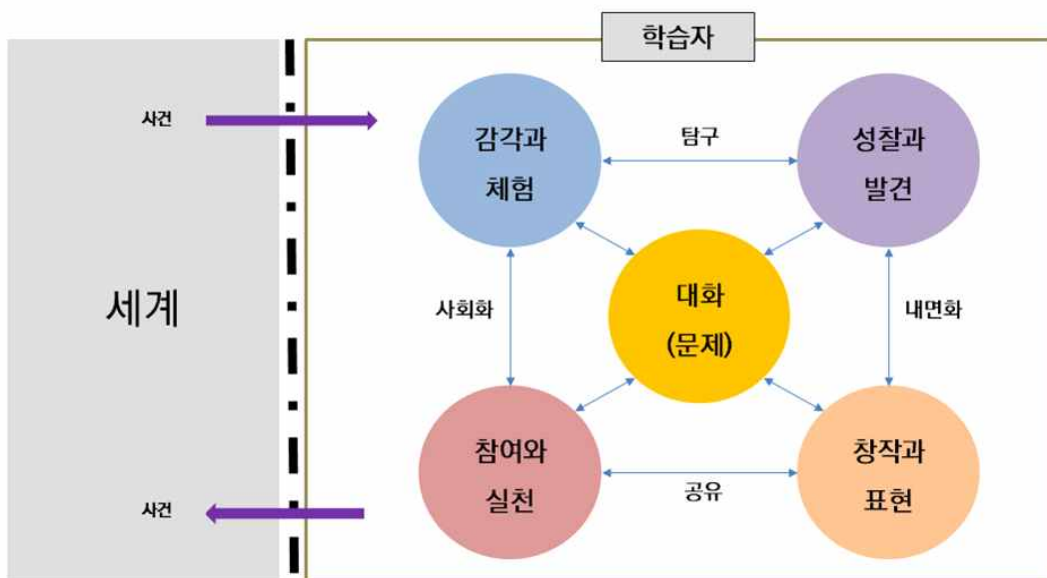 학습자
사건
감각과
체험
탐구
성찰과
발견
세계
사회화
대화
(문제)
내면화
참여와
실천
공유
창작과
표현
사건